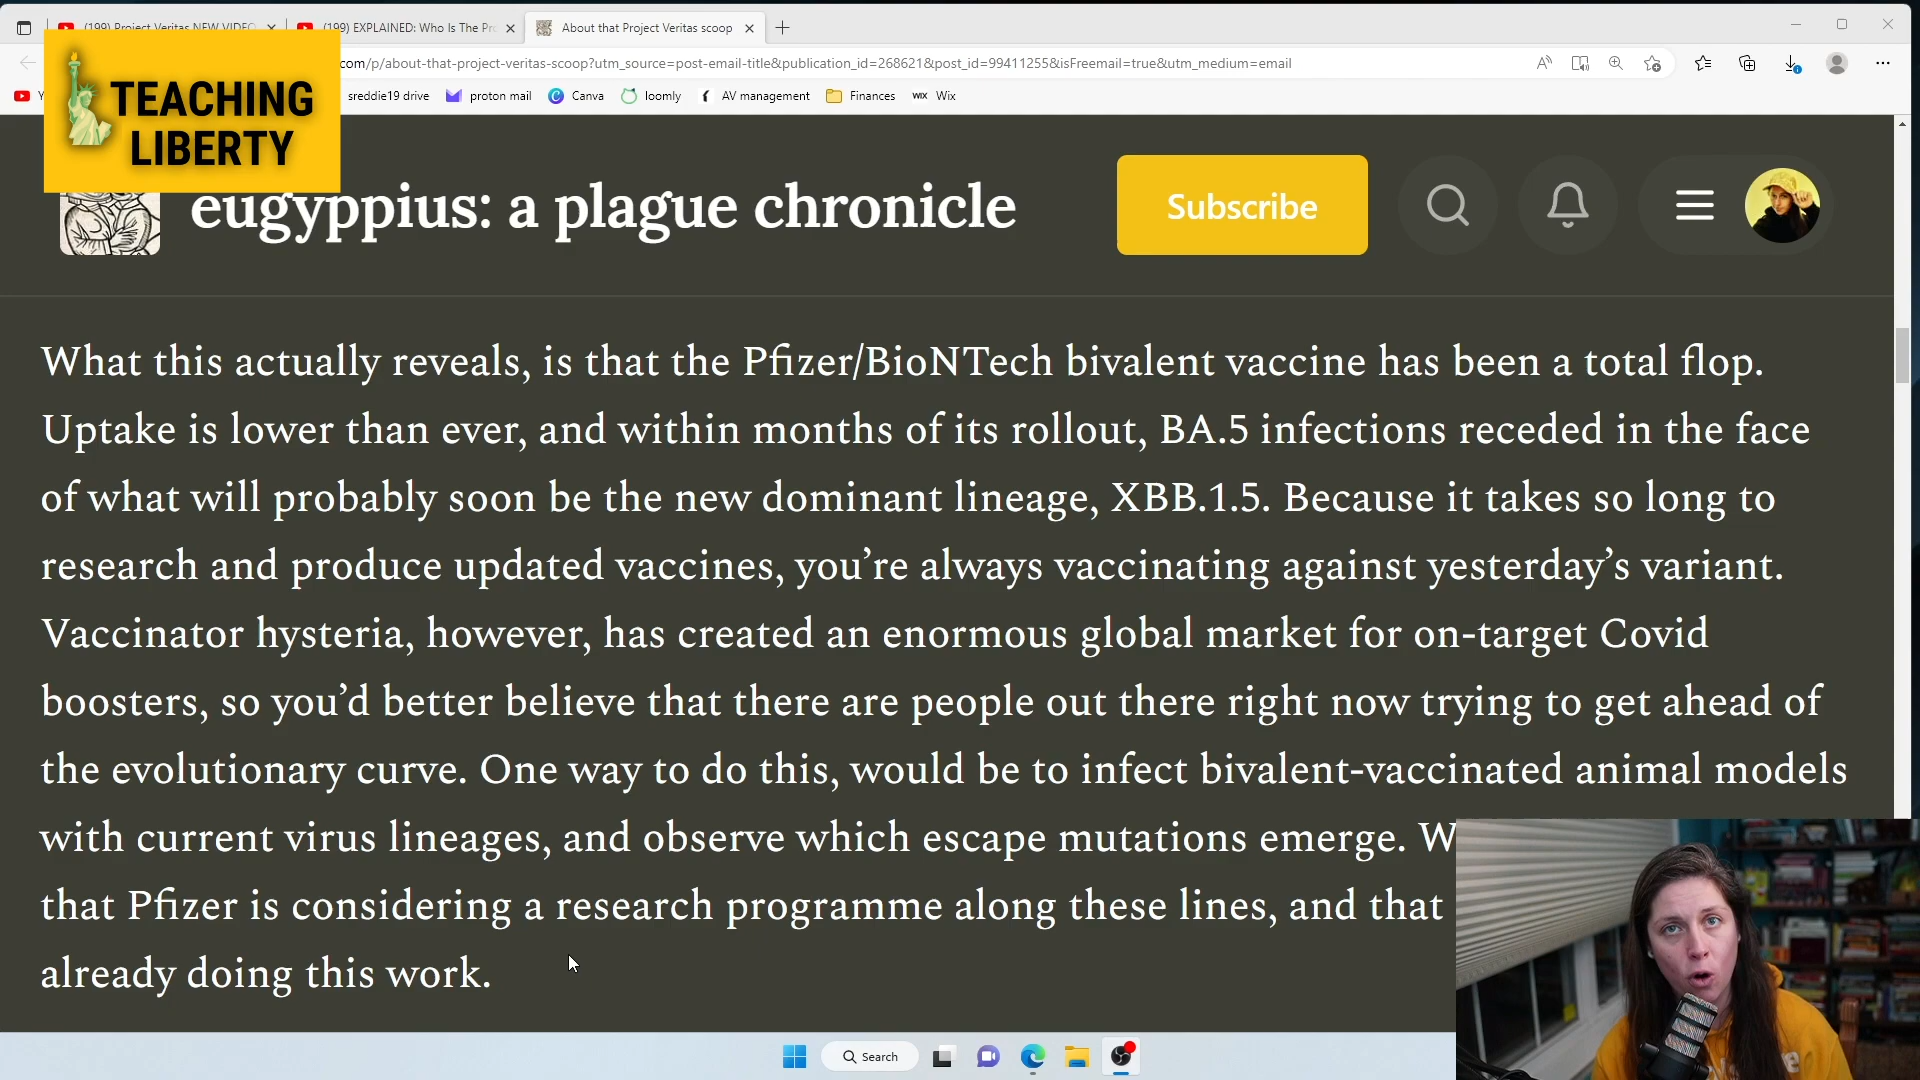 (199) Project Veritas NEW VIDEO
(199) EXPLAINED: Who Is The Pr
About that Project Veritas scoop
com/p/about-that-project-veritas-scoop?utm_source=post-email-title&publication_id=268621&post_id=99411255&isFreemail=true&utm_medium=email
Y
sreddie19 drive
proton mail
Canva
loomly
AV management
Finances
WIX Wix
TEACHING
LIBERTY
eugyppius: a plague chronicle
Subscribe
What this actually reveals, is that the Pfizer/BioNTech bivalent vaccine has been a total flop.
Uptake is lower than ever, and within months of its rollout, BA.5 infections receded in the face
of what will probably soon be the new dominant lineage, XBB.1.5. Because it takes so long to
research and produce updated vaccines, you’re always vaccinating against yesterday’s variant.
Vaccinator hysteria, however, has created an enormous global market for on-target Covid
boosters, so you’d better believe that there are people out there right now trying to get ahead of
the evolutionary curve. One way to do this, would be to infect bivalent-vaccinated animal models
with current virus lineages, and observe which escape mutations emerge. W
that Pfizer is considering a research programme along these lines, and that
already doing this work.
Search